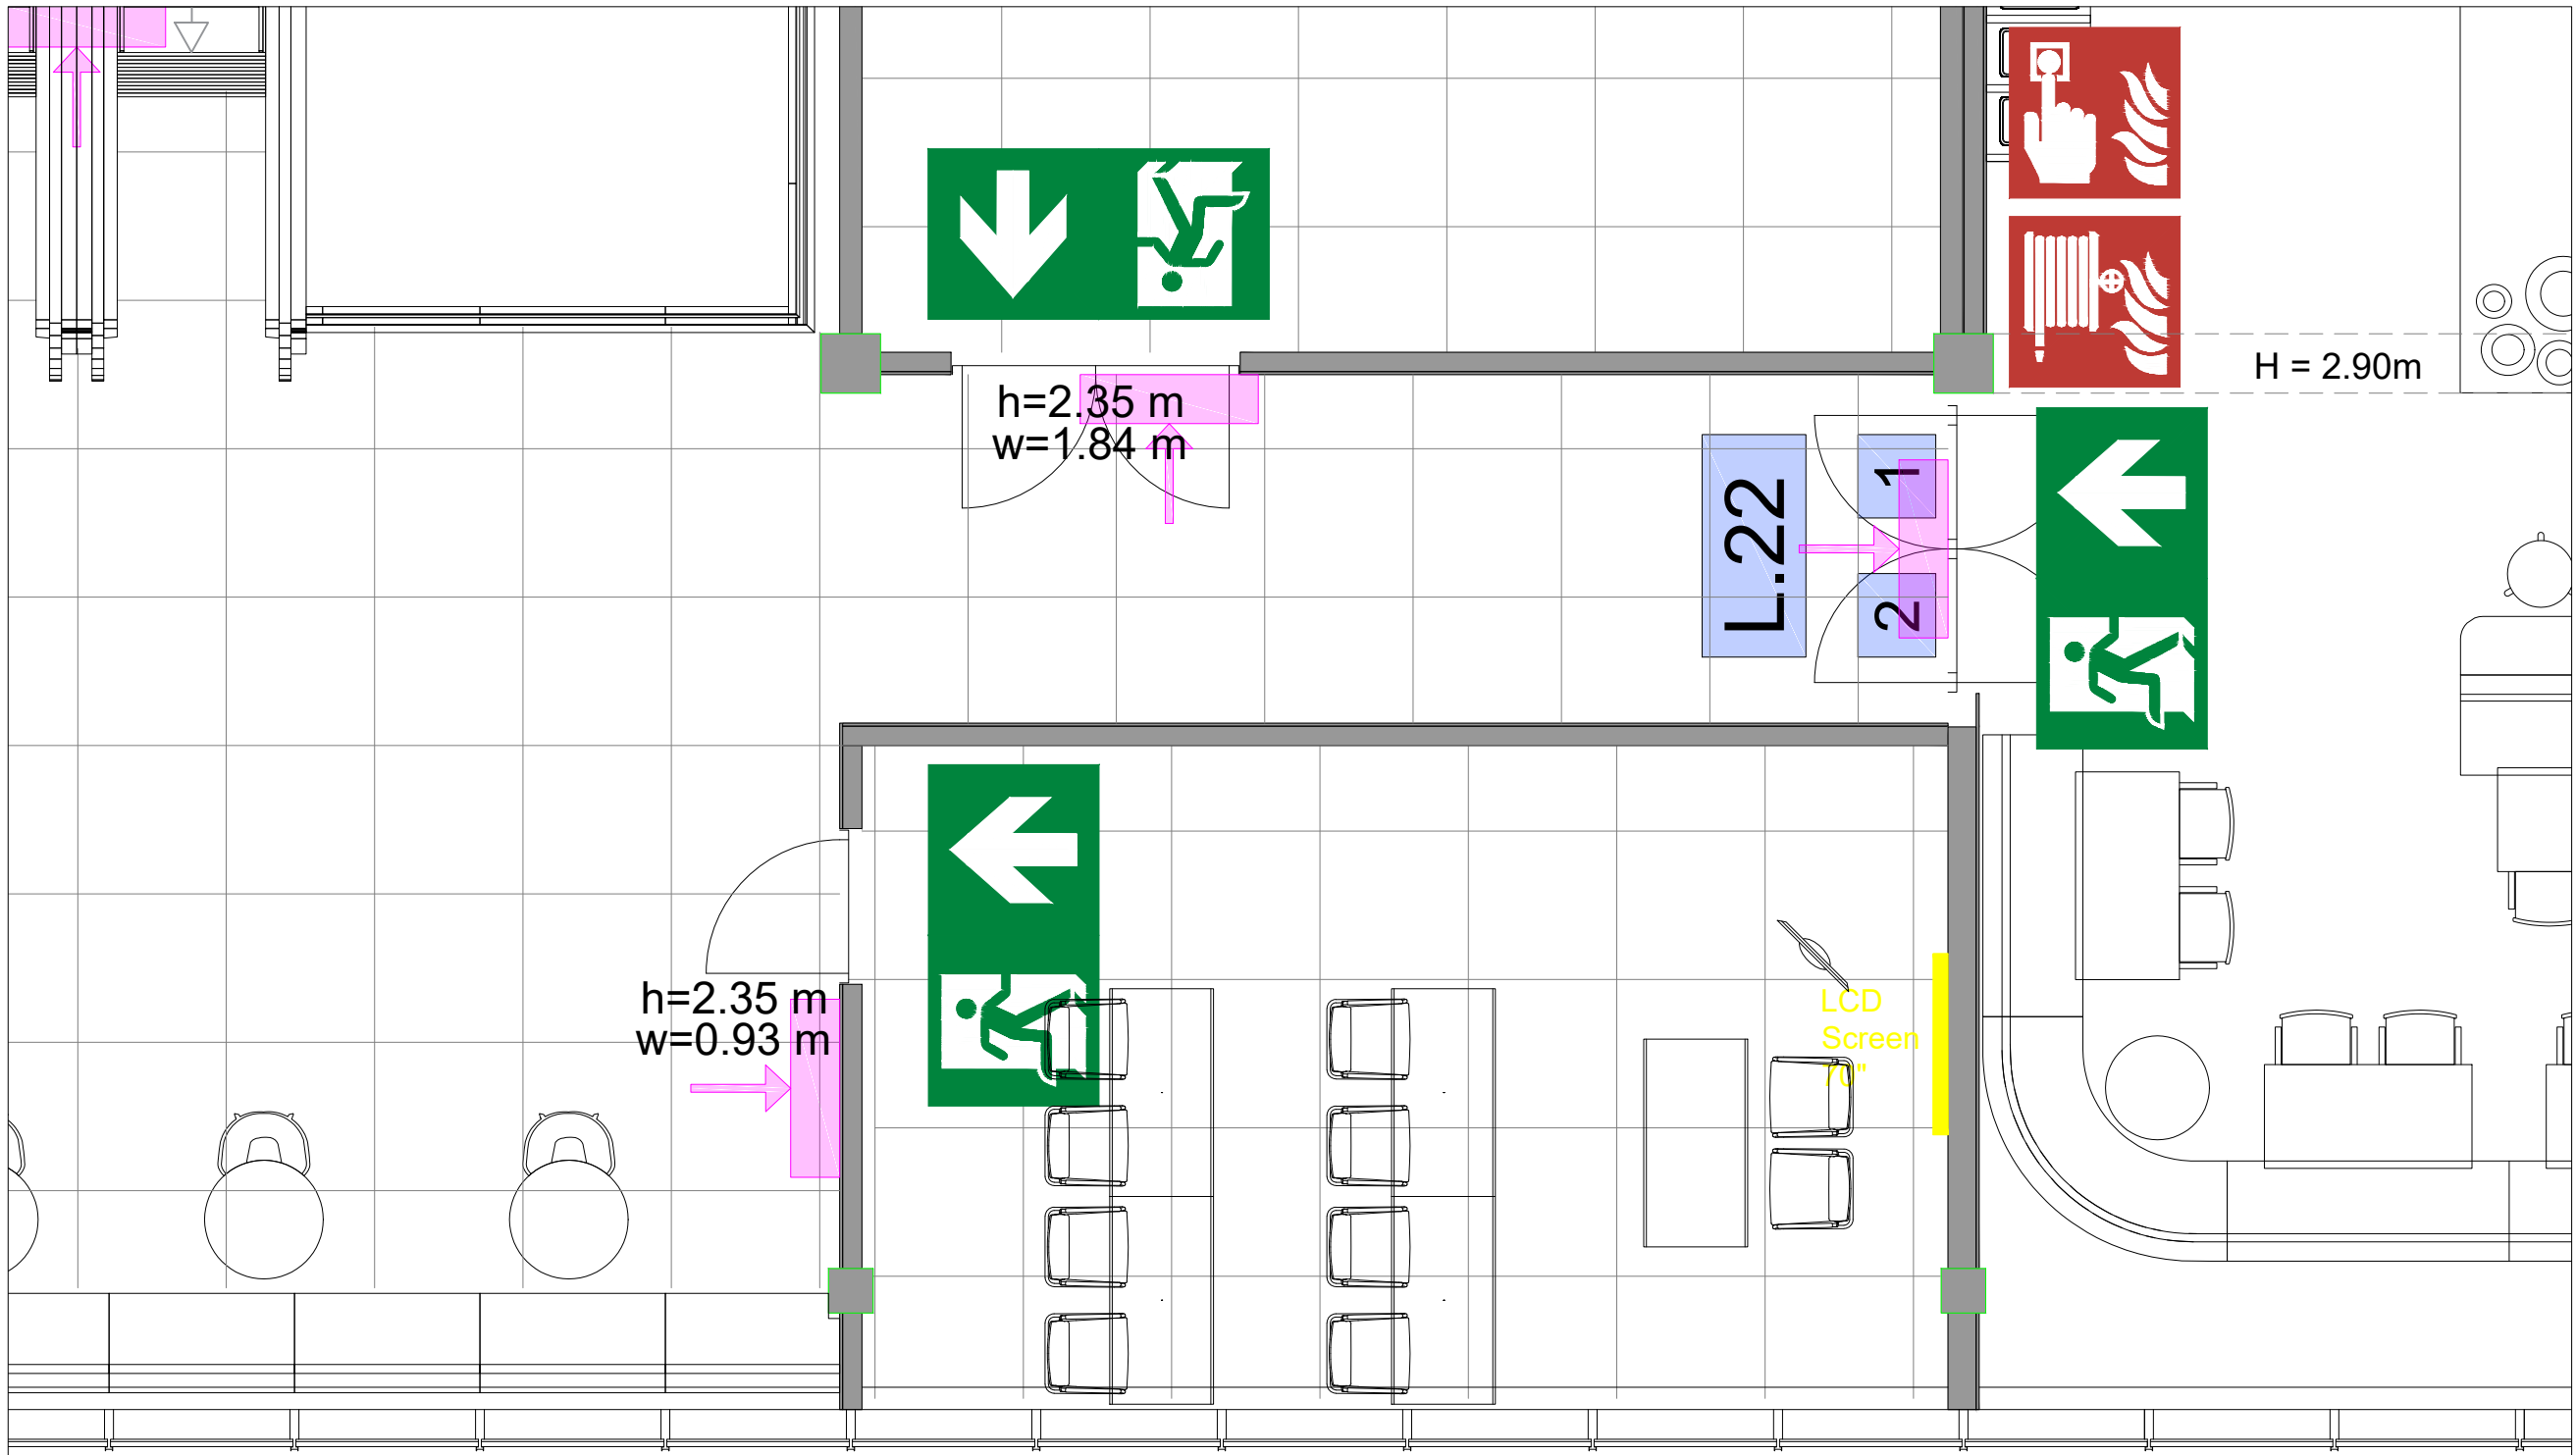 h=2.35 m
w=1.84 m
H = 2.90m
L.22
1
2
h=2.35 m
w=0.93 m
LCD
Screen
70"